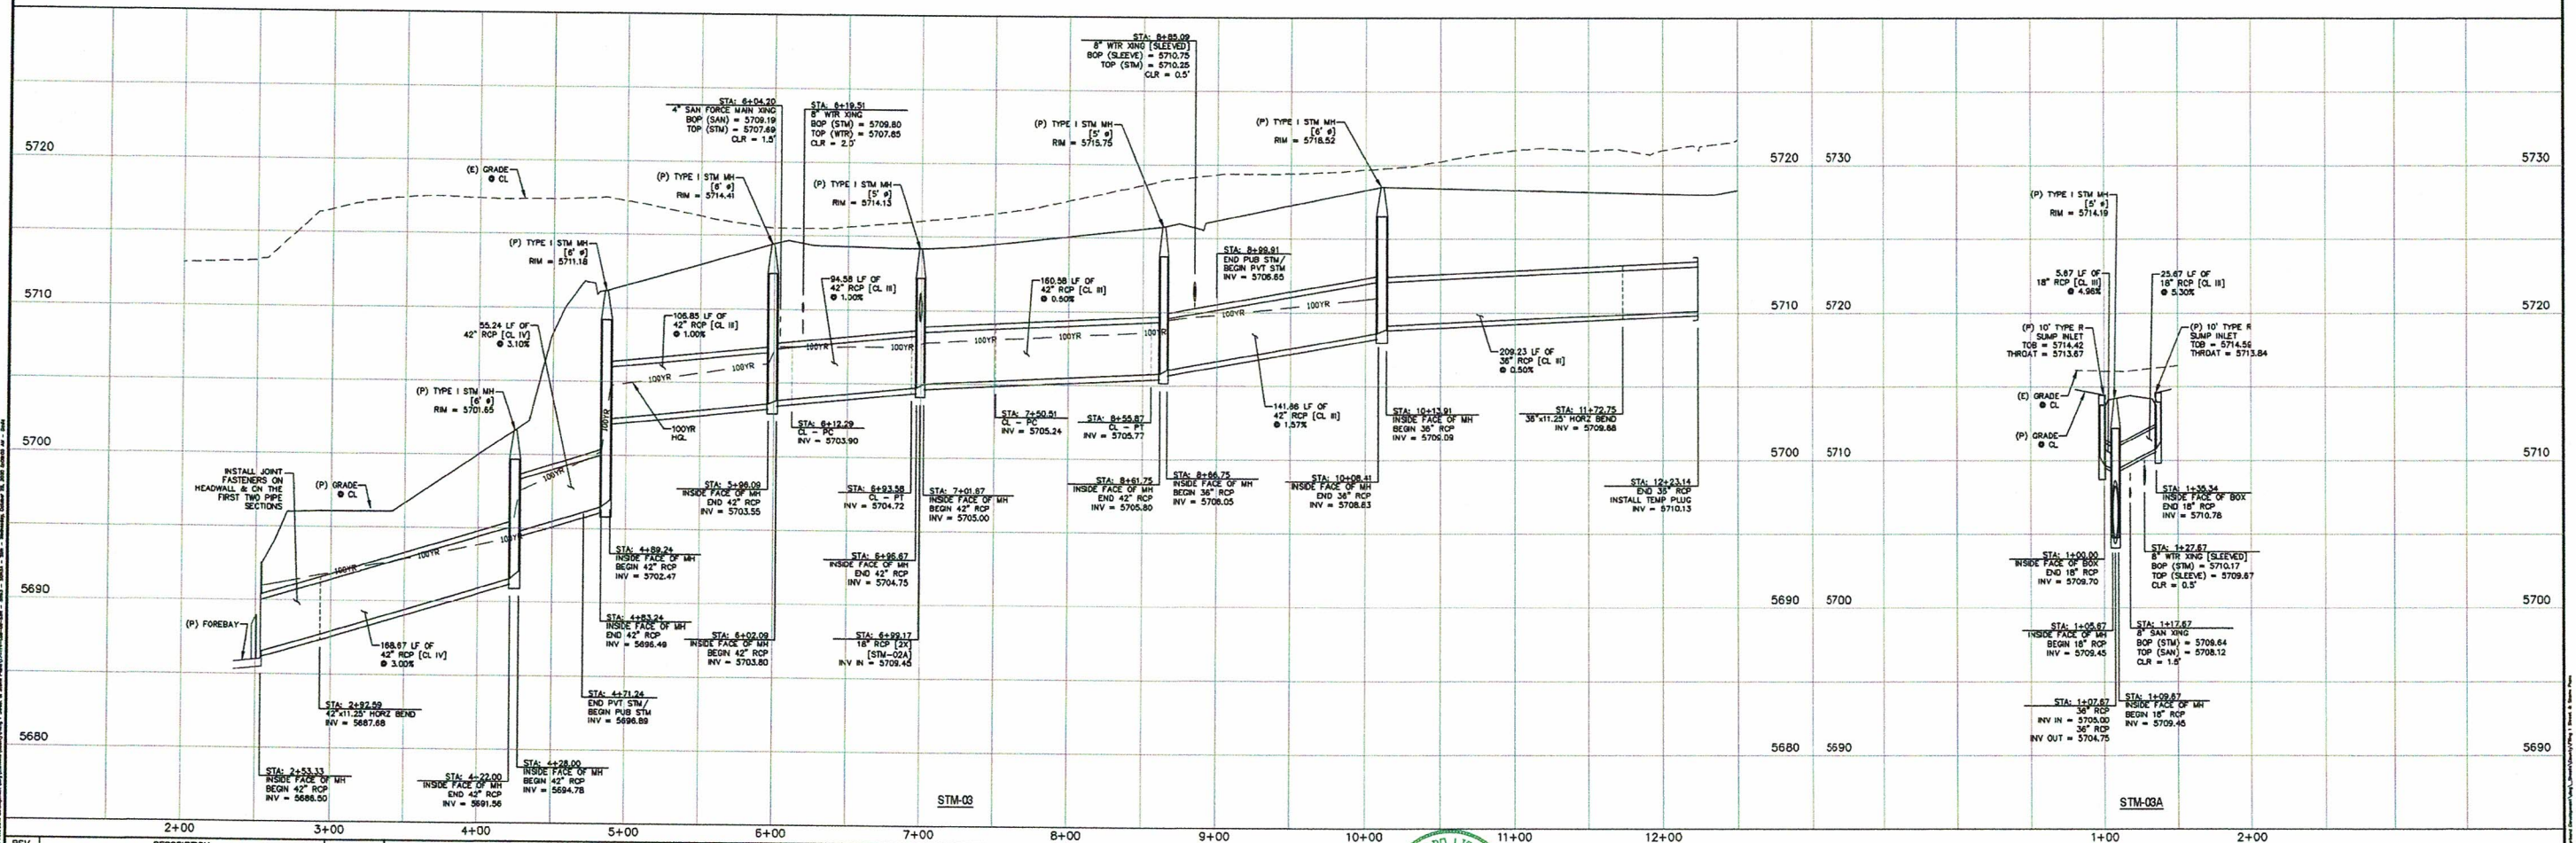 STA: 8+85.09
8" WTR XING [SLEEVED]
BOP (SLEEVE) = 5710.75
TOP (STM) = 5710.25
CLR = 0.5'
STA: 6+04.20
4" SAN FORCE MAIN XING
BOP (SAN) = 5709.19
TOP (STM) = 5707.69
CLR = 1.5'
STA: 6+19.51
8" WTR XING
BOP (STM) = 5709.80
TOP (WTR) = 5707.85
CLR = 2.0'
(P) TYPE I STM MH
[5' ø]
RIM = 5715.75
(P) TYPE I STM MH
[6' ø]
RIM = 5718.52
5720
5720
5730
5730
(E) GRADE
@ CL
(P) TYPE I STM MH
[6' ø]
RIM = 5714.41
(P) TYPE I STM MH
[5' ø]
RIM = 5714.13
(P) TYPE I STM MH
[5' ø]
RIM = 5714.19
(P) TYPE I STM MH
[6' ø]
RIM = 5711.18
STA: 8+99.91
END PUB STM/
BEGIN PVT STM
INV = 5706.65
94.58 LF OF
42" RCP [CL III]
@ 1.00%
160.58 LF OF
42" RCP [CL III]
@ 0.50%
5.67 LF OF
18" RCP [CL III]
@ 4.96%
25.67 LF OF
18" RCP [CL III]
@ 5.30%
5710
5710
5720
5720
106.85 LF OF
42" RCP [CL III]
@ 1.00%
55.24 LF OF
42" RCP [CL IV]
@ 3.10%
100YR
100YR
100YR
100YR
100YR
100YR
100YR
100YR
100YR
100YR
(P) 10' TYPE R
SUMP INLET
TOB = 5714.42
THROAT = 5713.67
(P) 10' TYPE R
SUMP INLET
TOB = 5714.59
THROAT = 5713.84
209.23 LF OF
36" RCP [CL III]
@ 0.50%
(P) TYPE I STM MH
[6' ø]
RIM = 5701.65
100YR
100YR
HGL
STA: 6+12.29
CL - PC
INV = 5703.90
STA: 7+50.51
CL - PC
INV = 5705.24
STA: 8+55.87
CL - PT
INV = 5705.77
141.66 LF OF
42" RCP [CL III]
@ 1.57%
STA: 10+13.91
INSIDE FACE OF MH
BEGIN 36" RCP
INV = 5709.09
STA: 11+72.75
36"x11.25° HORZ BEND
INV = 5709.88
(E) GRADE
@ CL
(P) GRADE
@ CL
5700
5700
5710
5710
INSTALL JOINT
FASTENERS ON
HEADWALL & ON THE
FIRST TWO PIPE
SECTIONS
(P) GRADE
@ CL
100YR
STA: 5+96.09
INSIDE FACE OF MH
END 42" RCP
INV = 5703.55
STA: 6+93.58
CL - PT
INV = 5704.72
STA: 7+01.67
INSIDE FACE OF MH
BEGIN 42" RCP
INV = 5705.00
STA: 8+61.75
INSIDE FACE OF MH
END 42" RCP
INV = 5705.80
STA: 8+66.75
INSIDE FACE OF MH
BEGIN 36" RCP
INV = 5706.05
STA: 10+08.41
INSIDE FACE OF MH
END 36" RCP
INV = 5708.83
STA: 12+23.14
END 36" RCP
INSTALL TEMP PLUG
INV = 5710.13
STA: 1+35.34
INSIDE FACE OF BOX
END 18" RCP
INV = 5710.78
100YR
100YR
100YR
STA: 4+89.24
INSIDE FACE OF MH
BEGIN 42" RCP
INV = 5702.47
STA: 6+96.67
INSIDE FACE OF MH
END 42" RCP
INV = 5704.75
STA: 1+00.00
INSIDE FACE OF BOX
END 18" RCP
INV = 5709.70
STA: 1+27.67
8" WTR XING [SLEEVED]
BOP (STM) = 5710.17
TOP (SLEEVE) = 5709.67
CLR = 0.5'
5690
5690
5700
5700
(P) FOREBAY
168.67 LF OF
42" RCP [CL IV]
@ 3.00%
STA: 4+83.24
INSIDE FACE OF MH
END 42" RCP
INV = 5696.49
STA: 6+02.09
INSIDE FACE OF MH
BEGIN 42" RCP
INV = 5703.80
STA: 6+99.17
18" RCP [2X]
[STM-02A]
INV IN = 5709.45
STA: 1+05.67
INSIDE FACE OF MH
BEGIN 18" RCP
INV = 5709.45
STA: 1+17.67
8" SAN XING
BOP (STM) = 5709.64
TOP (SAN) = 5708.12
CLR = 1.5'
STA: 2+92.59
42"x11.25° HORZ BEND
INV = 5687.68
STA: 4+71.24
END PVT STM/
BEGIN PUB STM
INV = 5696.89
STA: 1+07.67
36" RCP
INV IN = 5705.00
36" RCP
INV OUT = 5704.75
STA: 1+09.67
INSIDE FACE OF MH
BEGIN 18" RCP
INV = 5709.45
5680
5680
5690
5690
STA: 2+53.33
INSIDE FACE OF MH
BEGIN 42" RCP
INV = 5686.50
STA: 4+22.00
INSIDE FACE OF MH
END 42" RCP
INV = 5691.56
STA: 4+28.00
INSIDE FACE OF MH
BEGIN 42" RCP
INV = 5694.78
STM-03
STM-03A
2+00
3+00
4+00
5+00
6+00
7+00
8+00
9+00
10+00
11+00
12+00
1+00
2+00